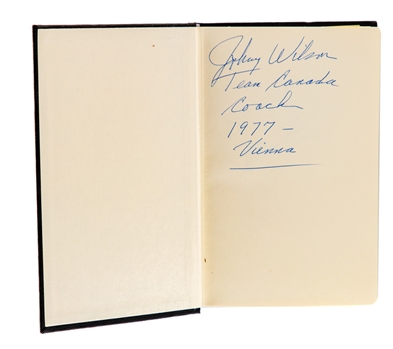 Johnny Wilson
Team Canada
Coach
1977 –
Vienna